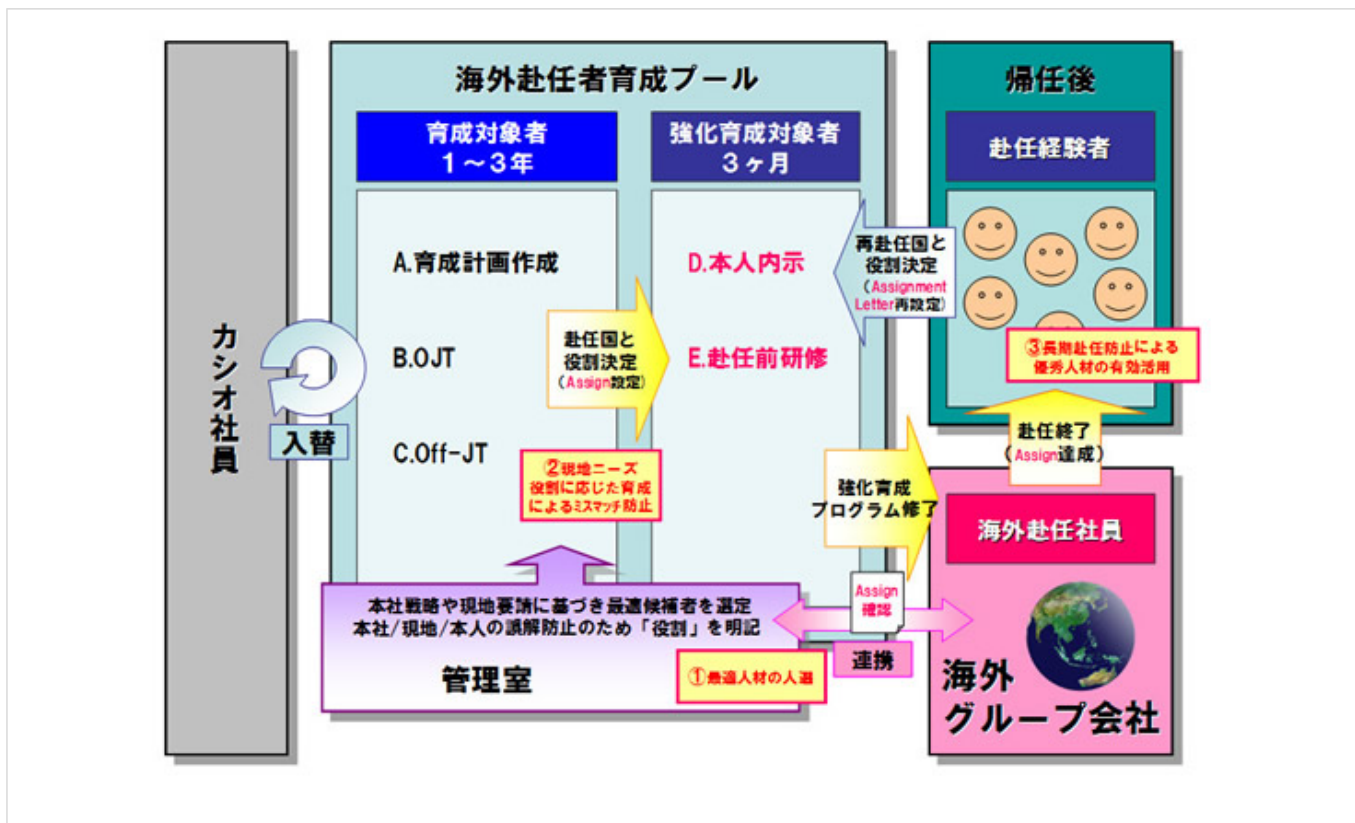 カシオ社員
入替
海外赴任者育成プール
育成対象者
1～3年
A.育成計画作成
B.OJT
C.Off-JT
赴任国と
役割決定
(Assign設定)
②現地ニーズ
役割に応じた育成
によるミスマッチ防止
強化育成対象者
3ヶ月
D.本人内示
E.赴任前研修
強化育成
プログラム修了
本社戦略や現地要請に基づき最適候補者を選定
本社/現地/本人の誤解防止のため「役割」を明記
管理室
①最適人材の人選
Assign
確認
連携
帰任後
赴任経験者
再赴任国と
役割決定
(Assignment
Letter再設定)
③長期赴任防止による
優秀人材の有効活用
赴任終了
(Assign達成)
海外赴任社員
海外
グループ会社